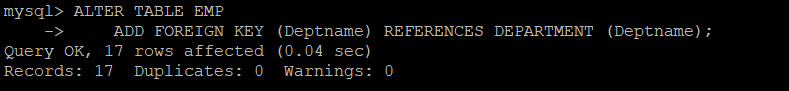 mysql> ALTER TABLE EMP
    ->     ADD FOREIGN KEY (Deptname) REFERENCES DEPARTMENT (Deptname);
Query OK, 17 rows affected (0.04 sec)
Records: 17  Duplicates: 0  Warnings: 0